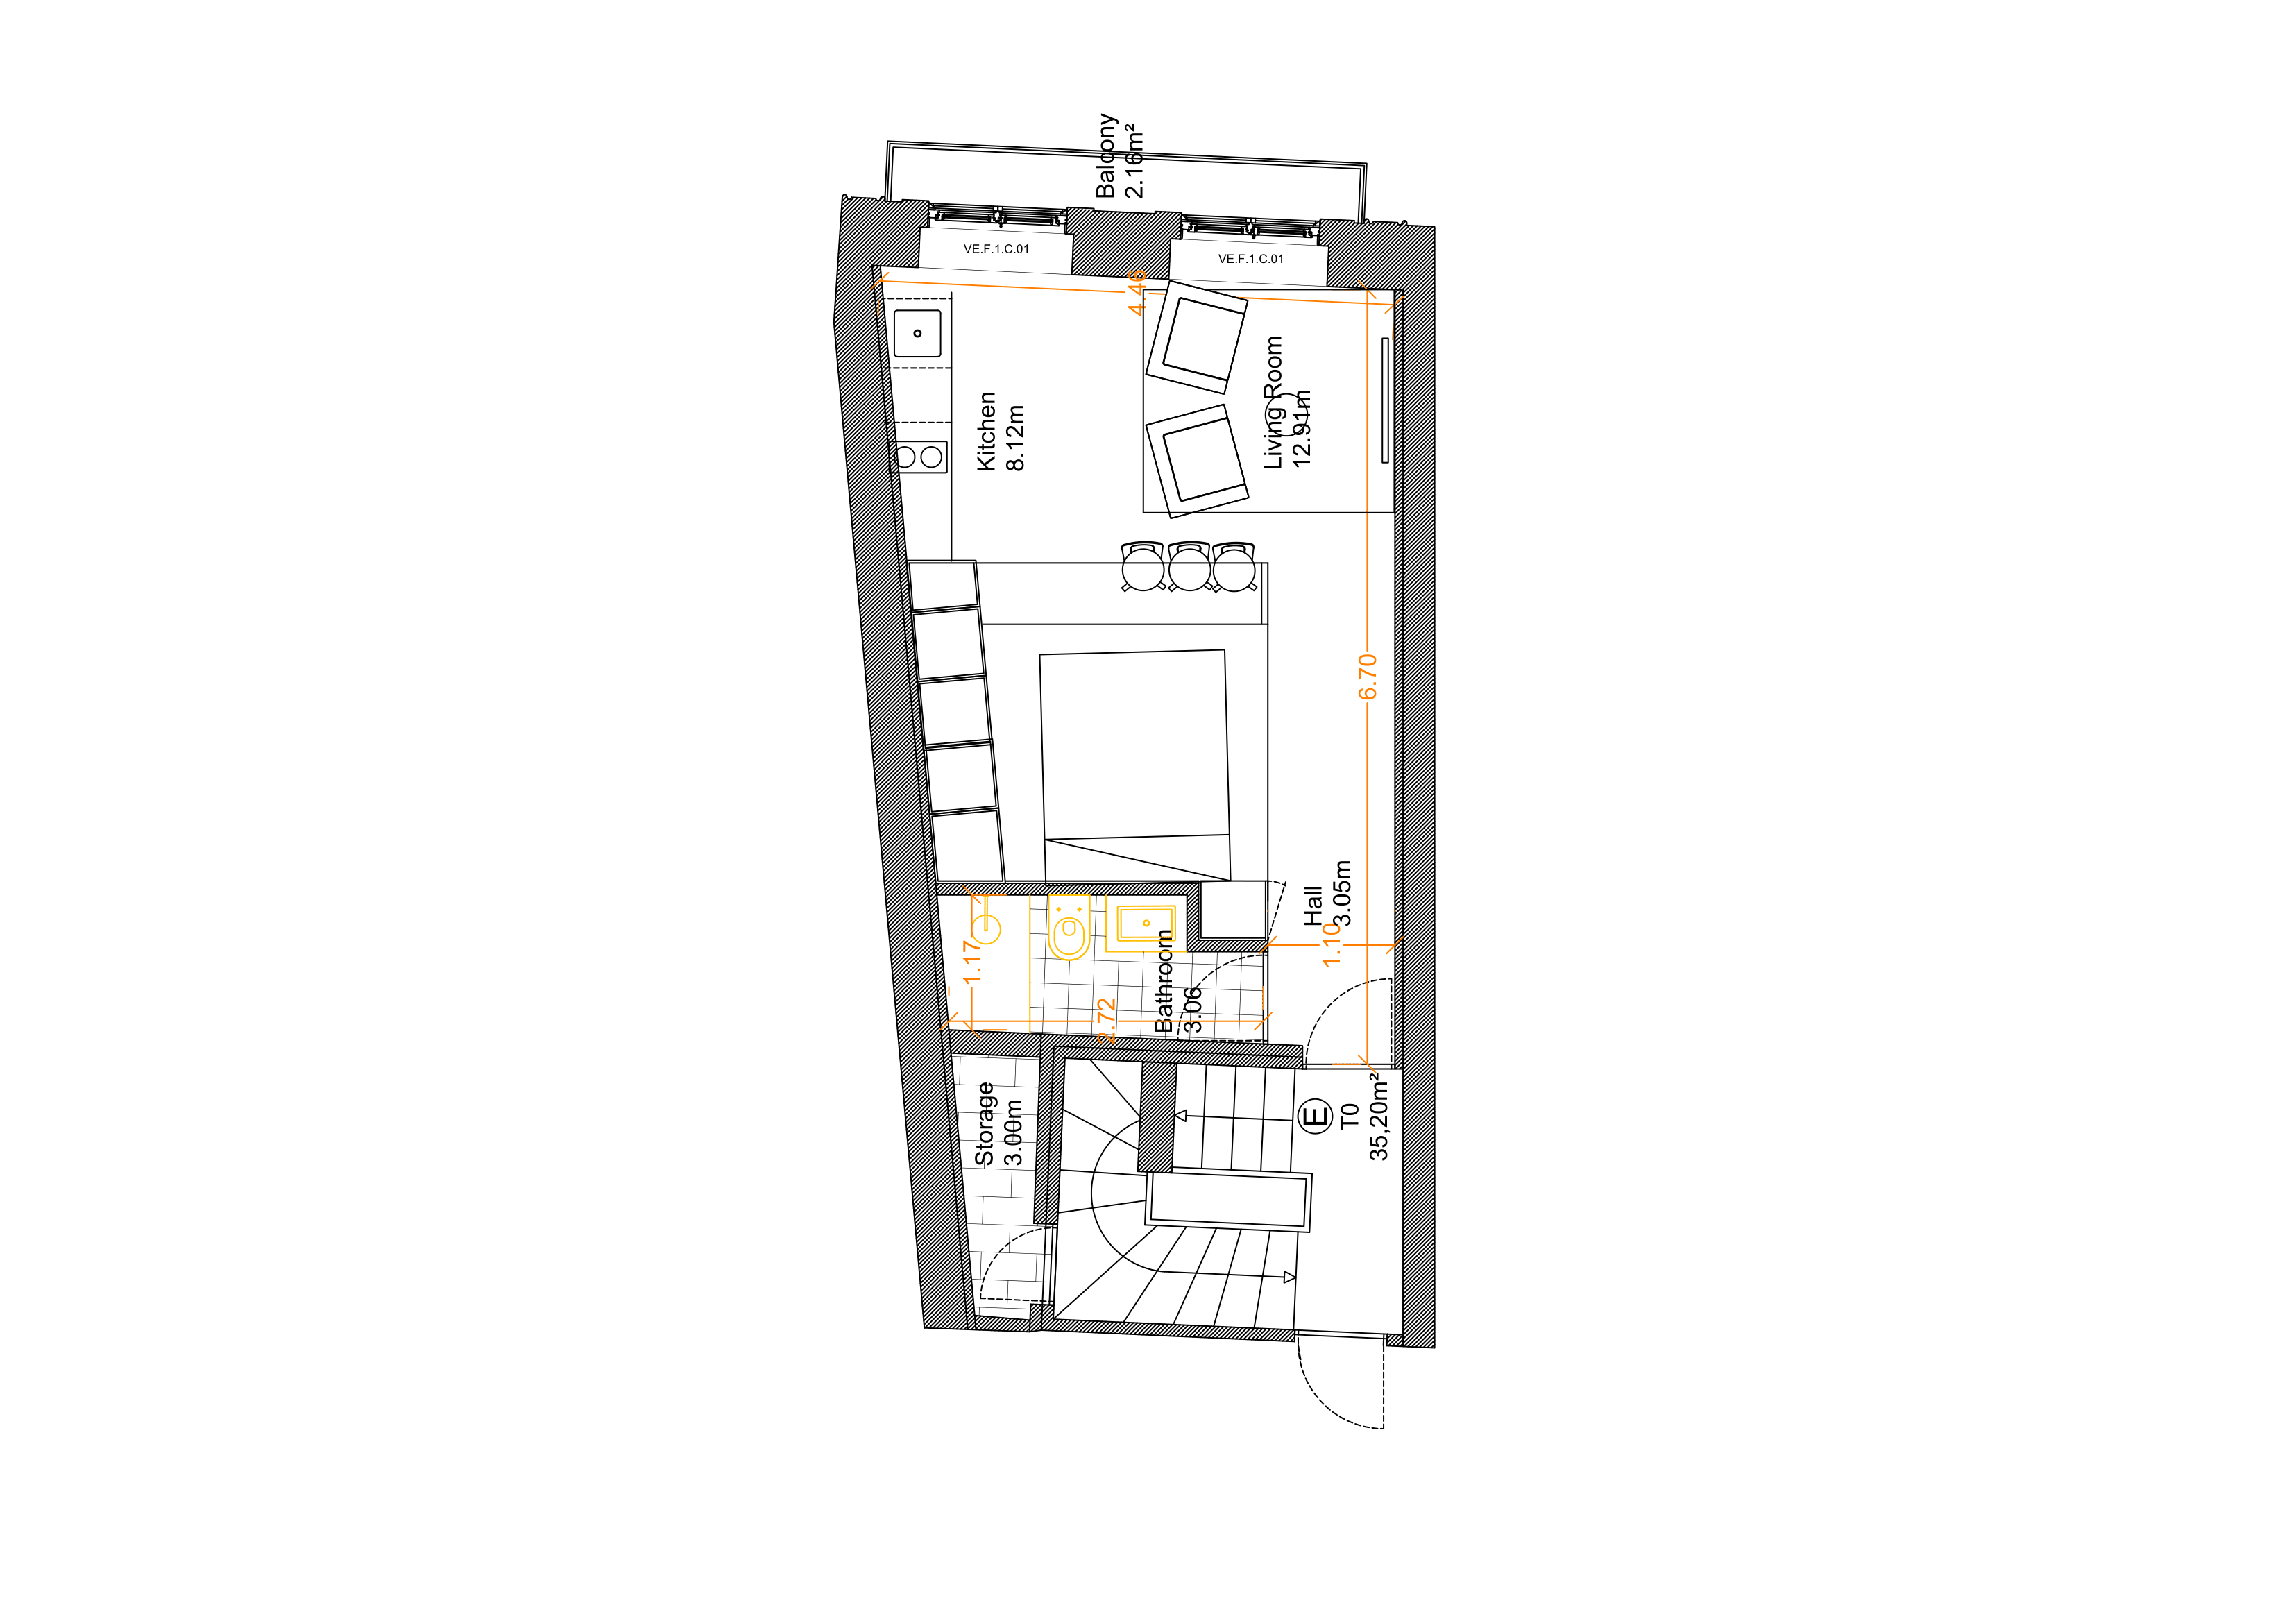 Balcony
2.16m²
VE.F.1.C.01
VE.F.1.C.01
4.46
Kitchen
8.12m
Living Room
12.91m
6.70
Hall
3.05m
1.10
1.17
2.72
Bathroom
3.06
Storage
3.00m
E
T0
35,20m²